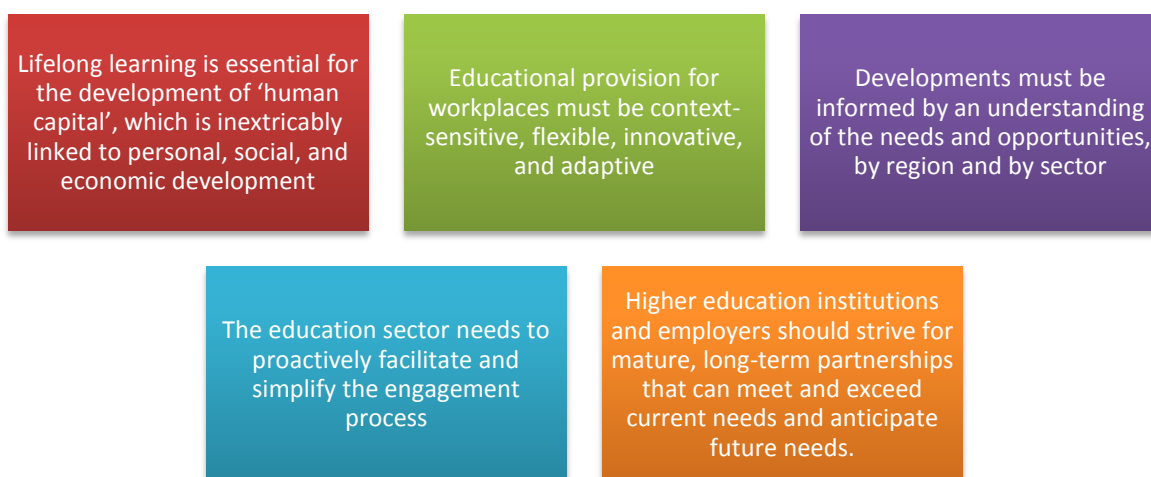 Lifelong learning is essential for
the development of ‘human
capital’, which is inextricably
linked to personal, social, and
economic development
Educational provision for
workplaces must be context-
sensitive, flexible, innovative,
and adaptive
Developments must be
informed by an understanding
of the needs and opportunities,
by region and by sector
The education sector needs to
proactively facilitate and
simplify the engagement
process
Higher education institutions
and employers should strive for
mature, long-term partnerships
that can meet and exceed
current needs and anticipate
future needs.